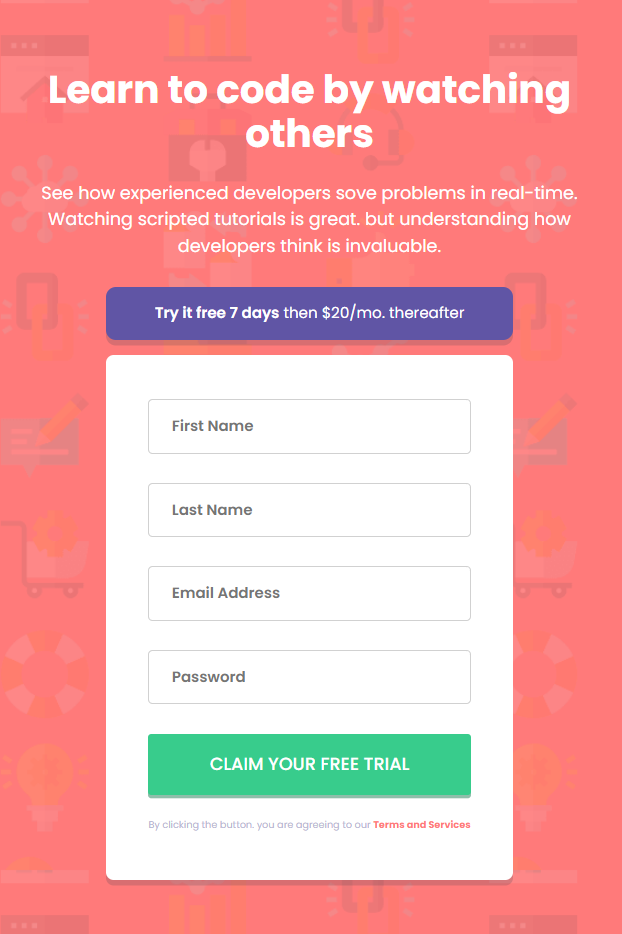 Learn to code by watching
others
See how experienced developers sove problems in real-time.
Watching scripted tutorials is great. but understanding how
developers think is invaluable.
Try it free 7 days then $20/mo. thereafter
First Name
Last Name
Email Address
Password
CLAIM YOUR FREE TRIAL
By clicking the button. you are agreeing to our Terms and Services